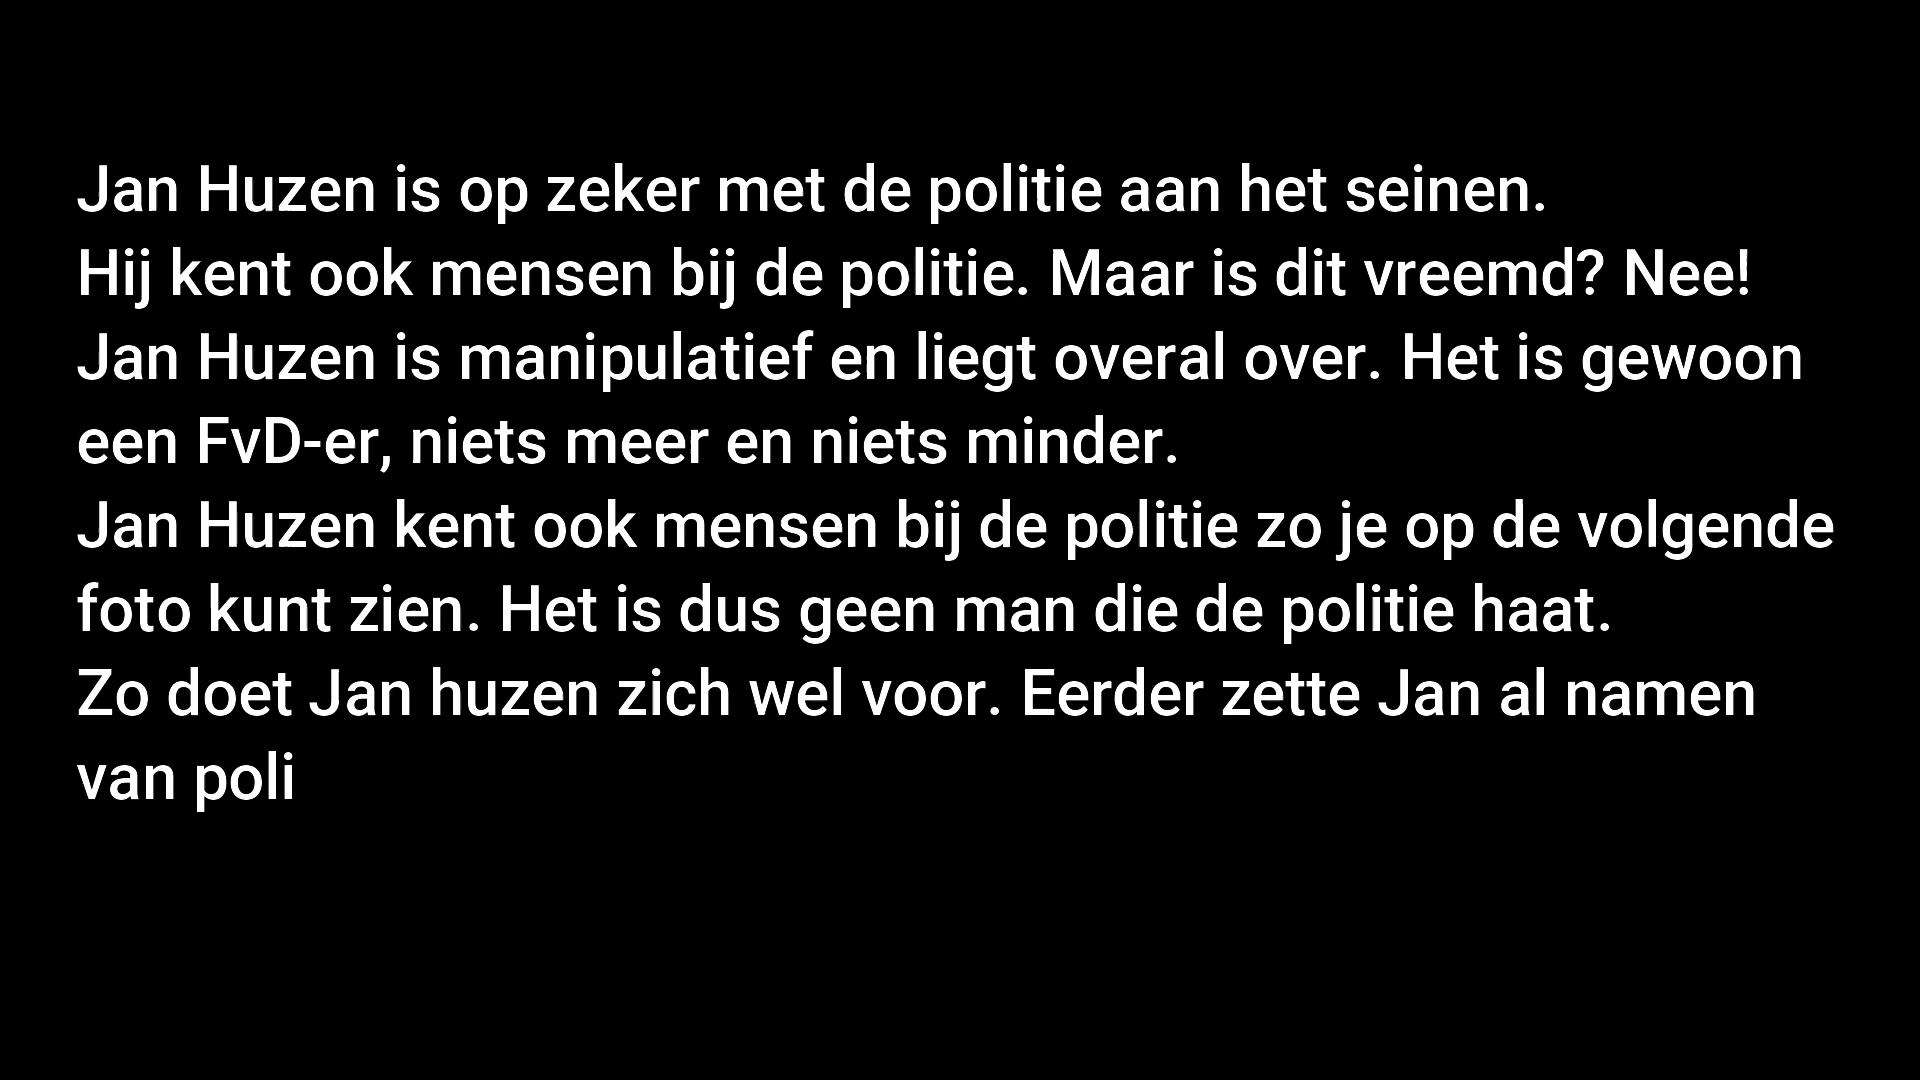 Jan Huzen is op zeker met de politie aan het seinen.
Hij kent ook mensen bij de politie. Maar is dit vreemd? Nee!
Jan Huzen is manipulatief en liegt overal over. Het is gewoon
een FvD-er, niets meer en niets minder.
Jan Huzen kent ook mensen bij de politie zo je op de volgende
foto kunt zien. Het is dus geen man die de politie haat.
Zo doet Jan huzen zich wel voor. Eerder zette Jan al namen
van poli